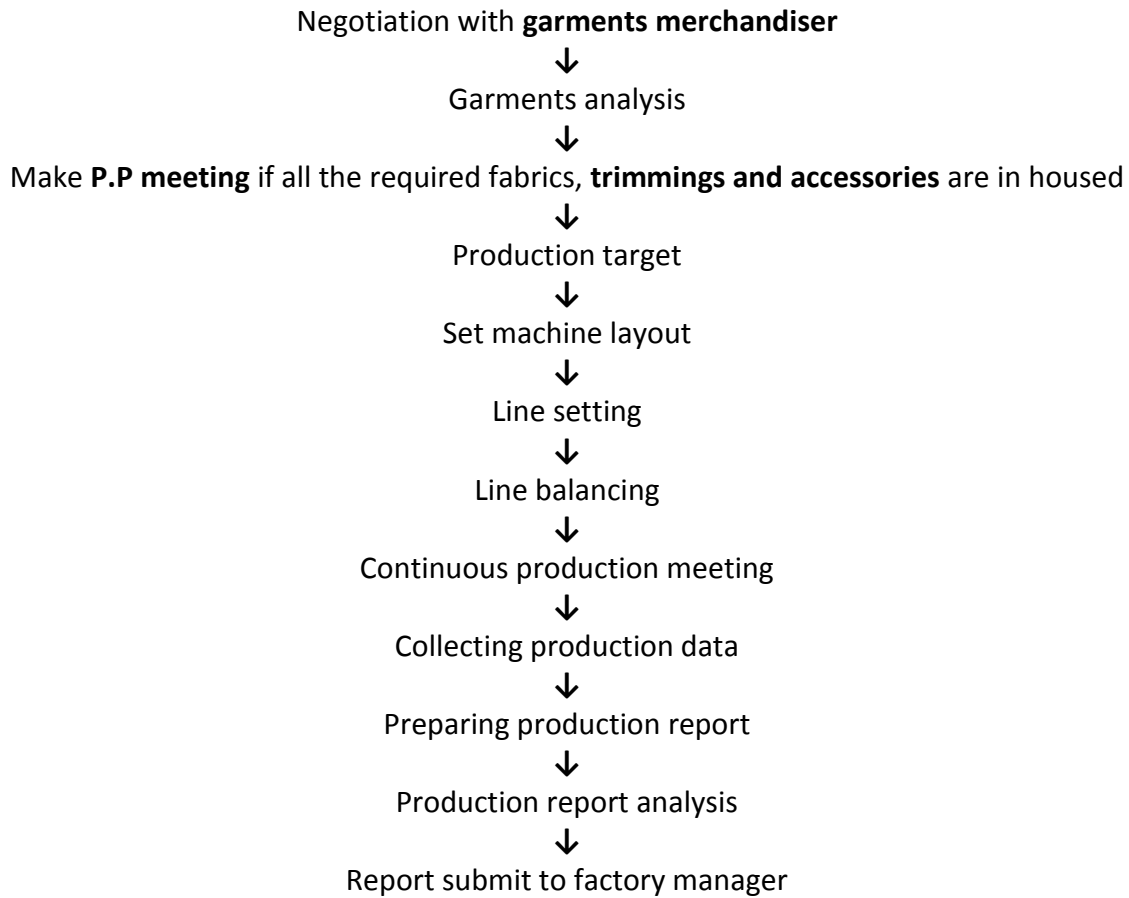 Negotiation with garments merchandiser
↓
Garments analysis
↓
Make P.P meeting if all the required fabrics, trimmings and accessories are in housed
↓
Production target
↓
Set machine layout
↓
Line setting
↓
Line balancing
↓
Continuous production meeting
↓
Collecting production data
↓
Preparing production report
↓
Production report analysis
↓
Report submit to factory manager